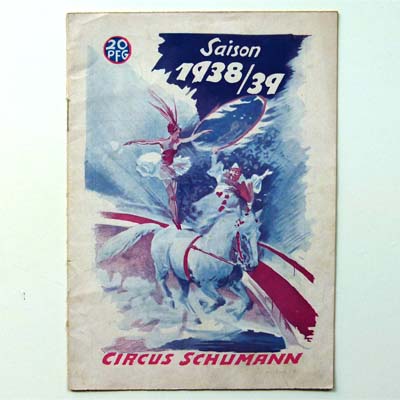 20
PFG
Saison
1938/39
CIRCUS SCHUMANN